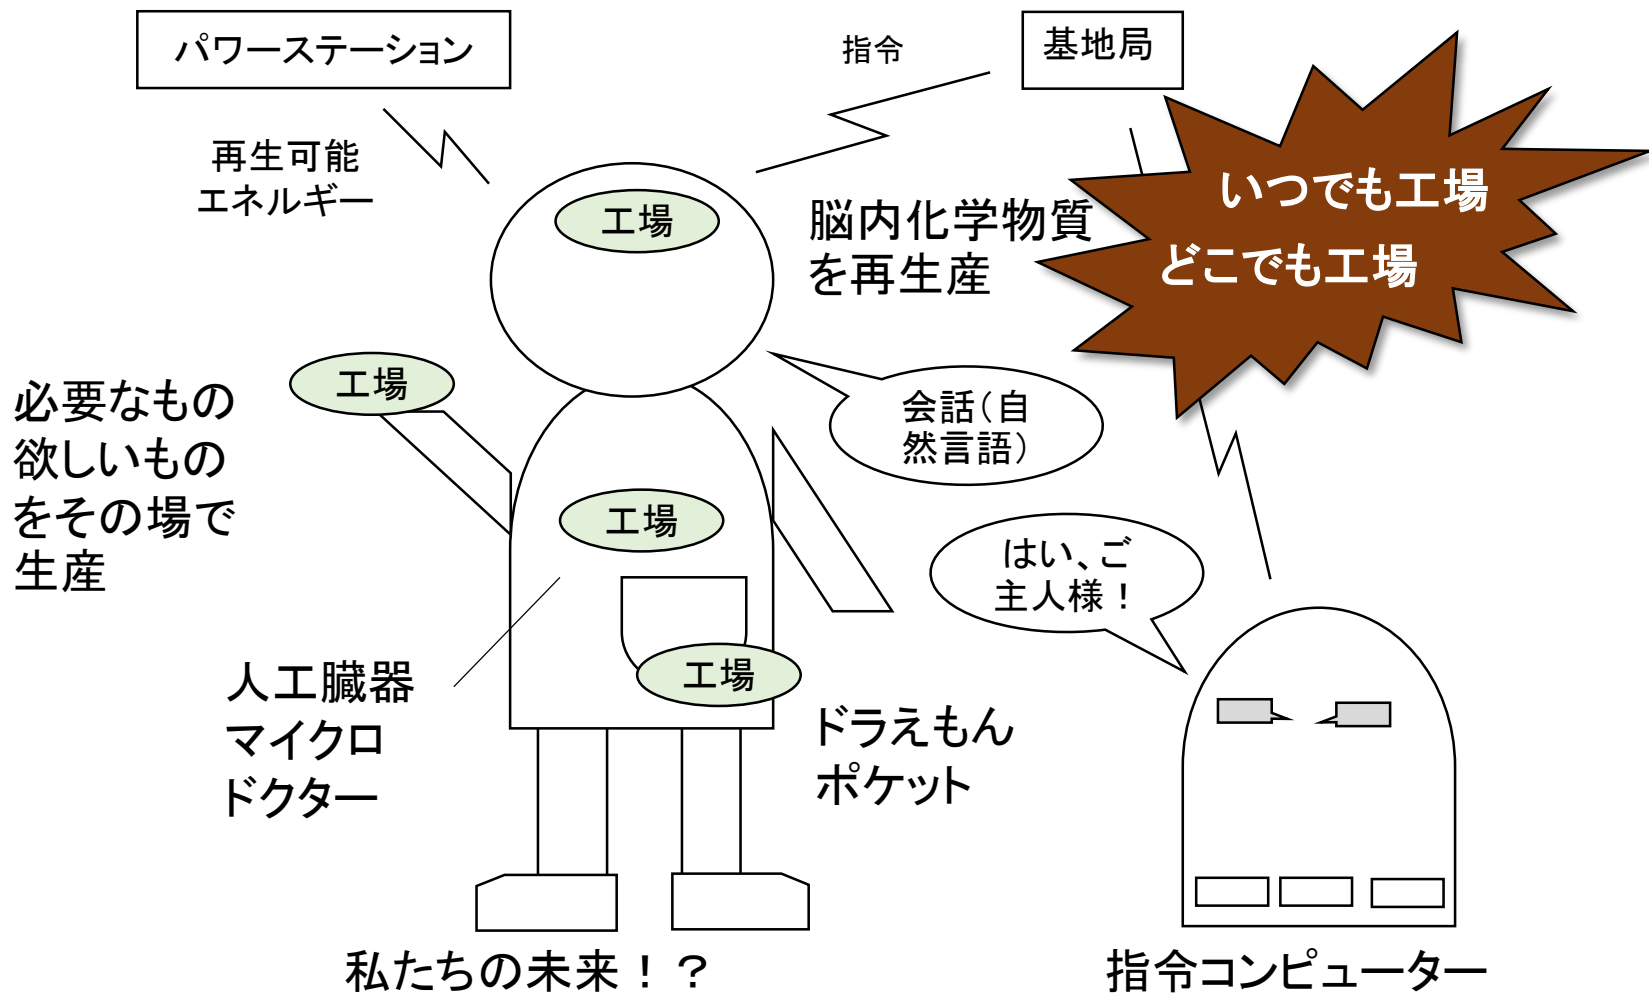 パワーステーション
指令
基地局
再生可能
エネルギー
いつでも工場
どこでも工場
工場
脳内化学物質
を再生産
工場
必要なもの
欲しいもの
をその場で
生産
会話（自
然言語）
工場
はい、ご
主人様！
工場
人工臓器
マイクロ
ドクター
ドラえもん
ポケット
私たちの未来！？
指令コンピューター